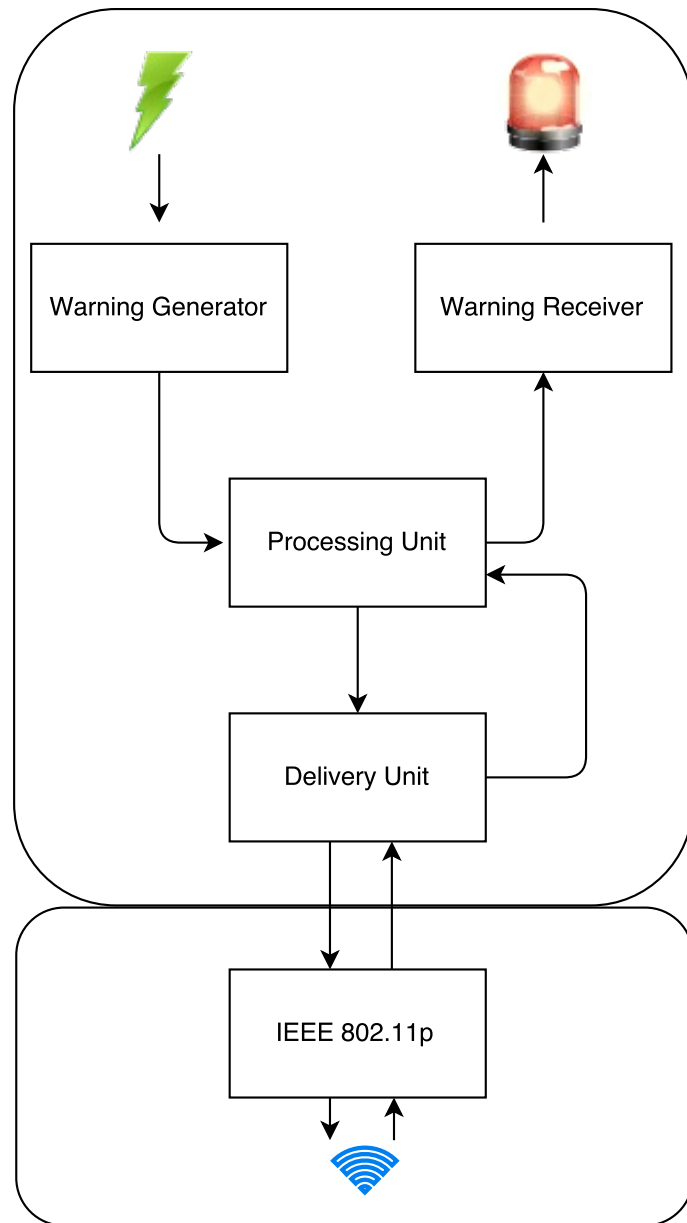 Warning Generator
Warning Receiver
Processing Unit
Delivery Unit
IEEE 802.11p